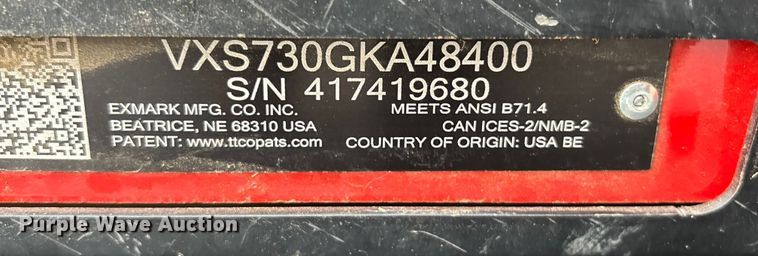 VXS730GKA48400
S/N 417419680
EXMARK MFG. CO. INC. MEETS ANSI B71.4
BEATRICE, NE 68310 USA CAN ICES-2/NMB-2
PATENT: www.ttcopats.com COUNTRY OF ORIGIN: USA BE
Purple Wave Auction